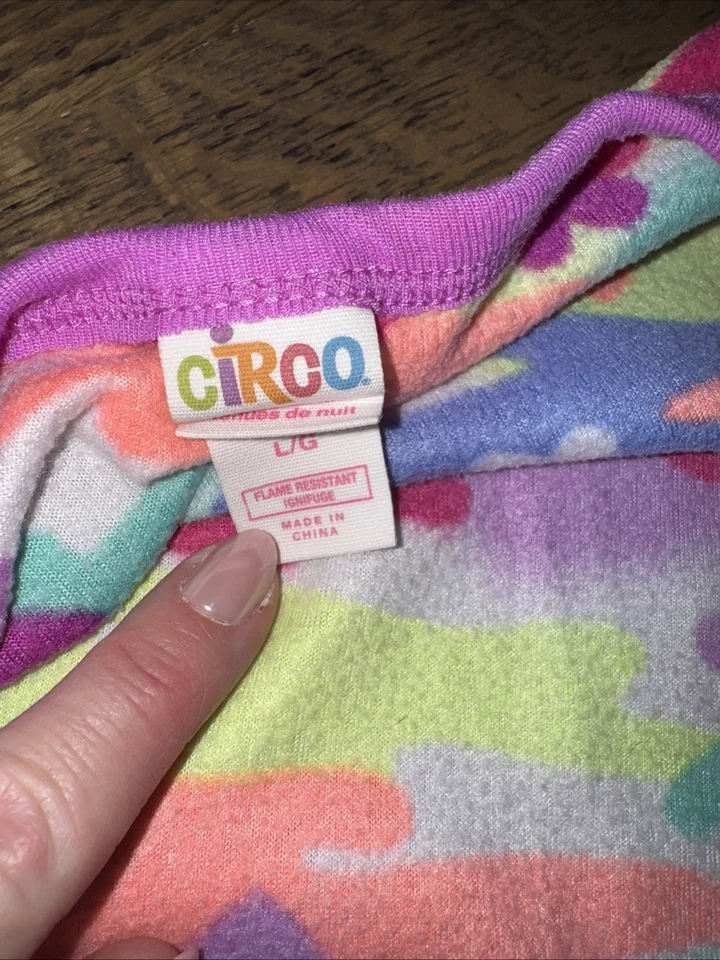 CiRCO.
de nuit
L/G
FLAME RESISTANT
IGNIFUGE
MADE IN
CHINA